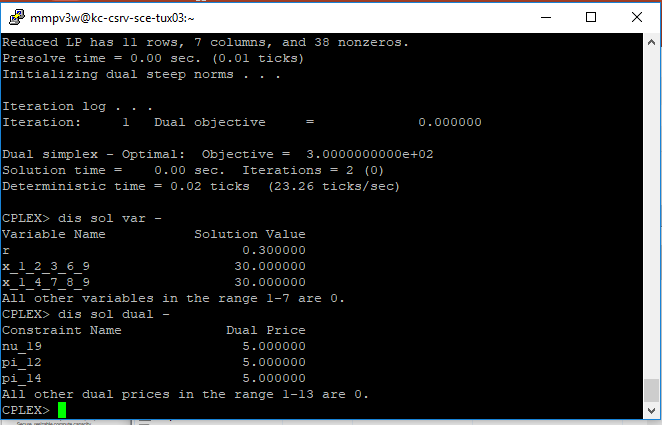 mmpv3w@kc-csrv-sce-tux03:~
Reduced LP has 11 rows, 7 columns, and 38 nonzeros.
Presolve time = 0.00 sec. (0.01 ticks)
Initializing dual steep norms . . .
Iteration log . . .
Iteration:     1   Dual objective     =             0.000000
Dual simplex - Optimal:  Objective =  3.0000000000e+02
Solution time =    0.00 sec.  Iterations = 2 (0)
Deterministic time = 0.02 ticks  (23.26 ticks/sec)
CPLEX> dis sol var -
Variable Name           Solution Value
r                             0.300000
x_1_2_3_6_9                  30.000000
x_1_4_7_8_9                  30.000000
All other variables in the range 1-7 are 0.
CPLEX> dis sol dual -
Constraint Name             Dual Price
nu_19                         5.000000
pi_12                         5.000000
pi_14                         5.000000
All other dual prices in the range 1-13 are 0.
CPLEX>